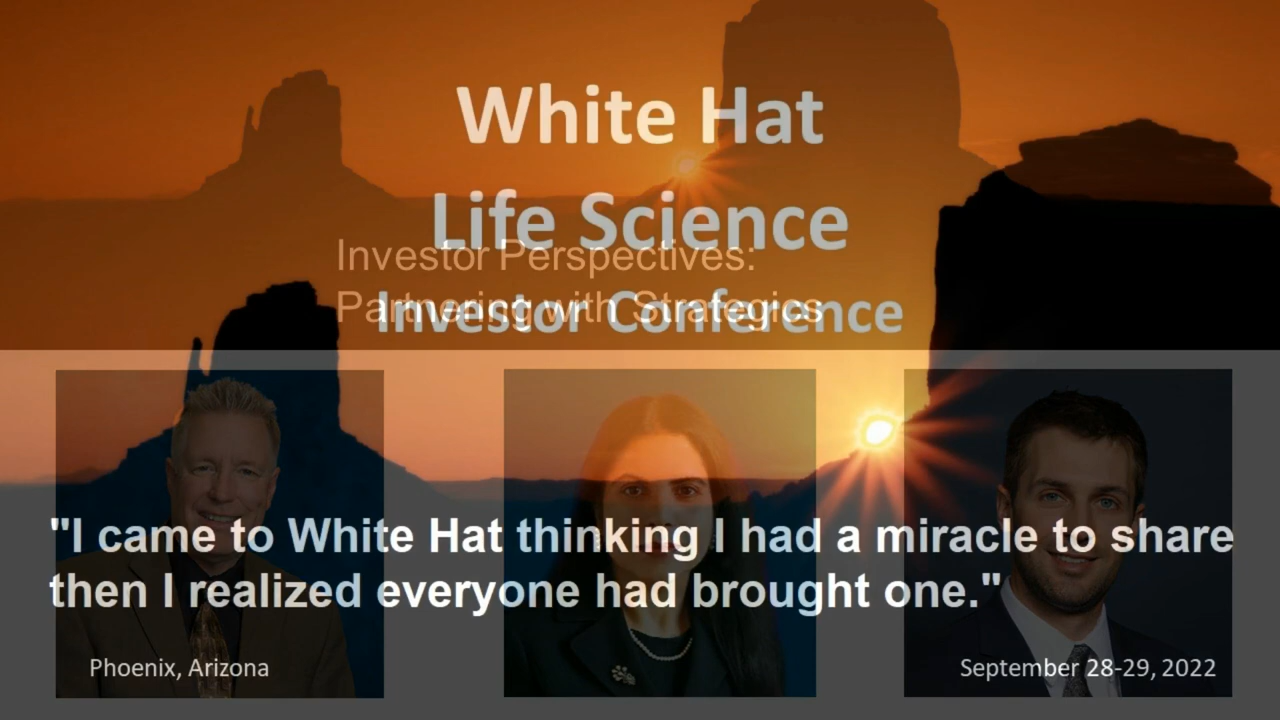 White Hat
Life Science
Investor Perspectives:
Partnering with Strategics
Investor Conference
"I came to White Hat thinking I had a miracle to share
then I realized everyone had brought one."
Phoenix, Arizona
September 28-29, 2022